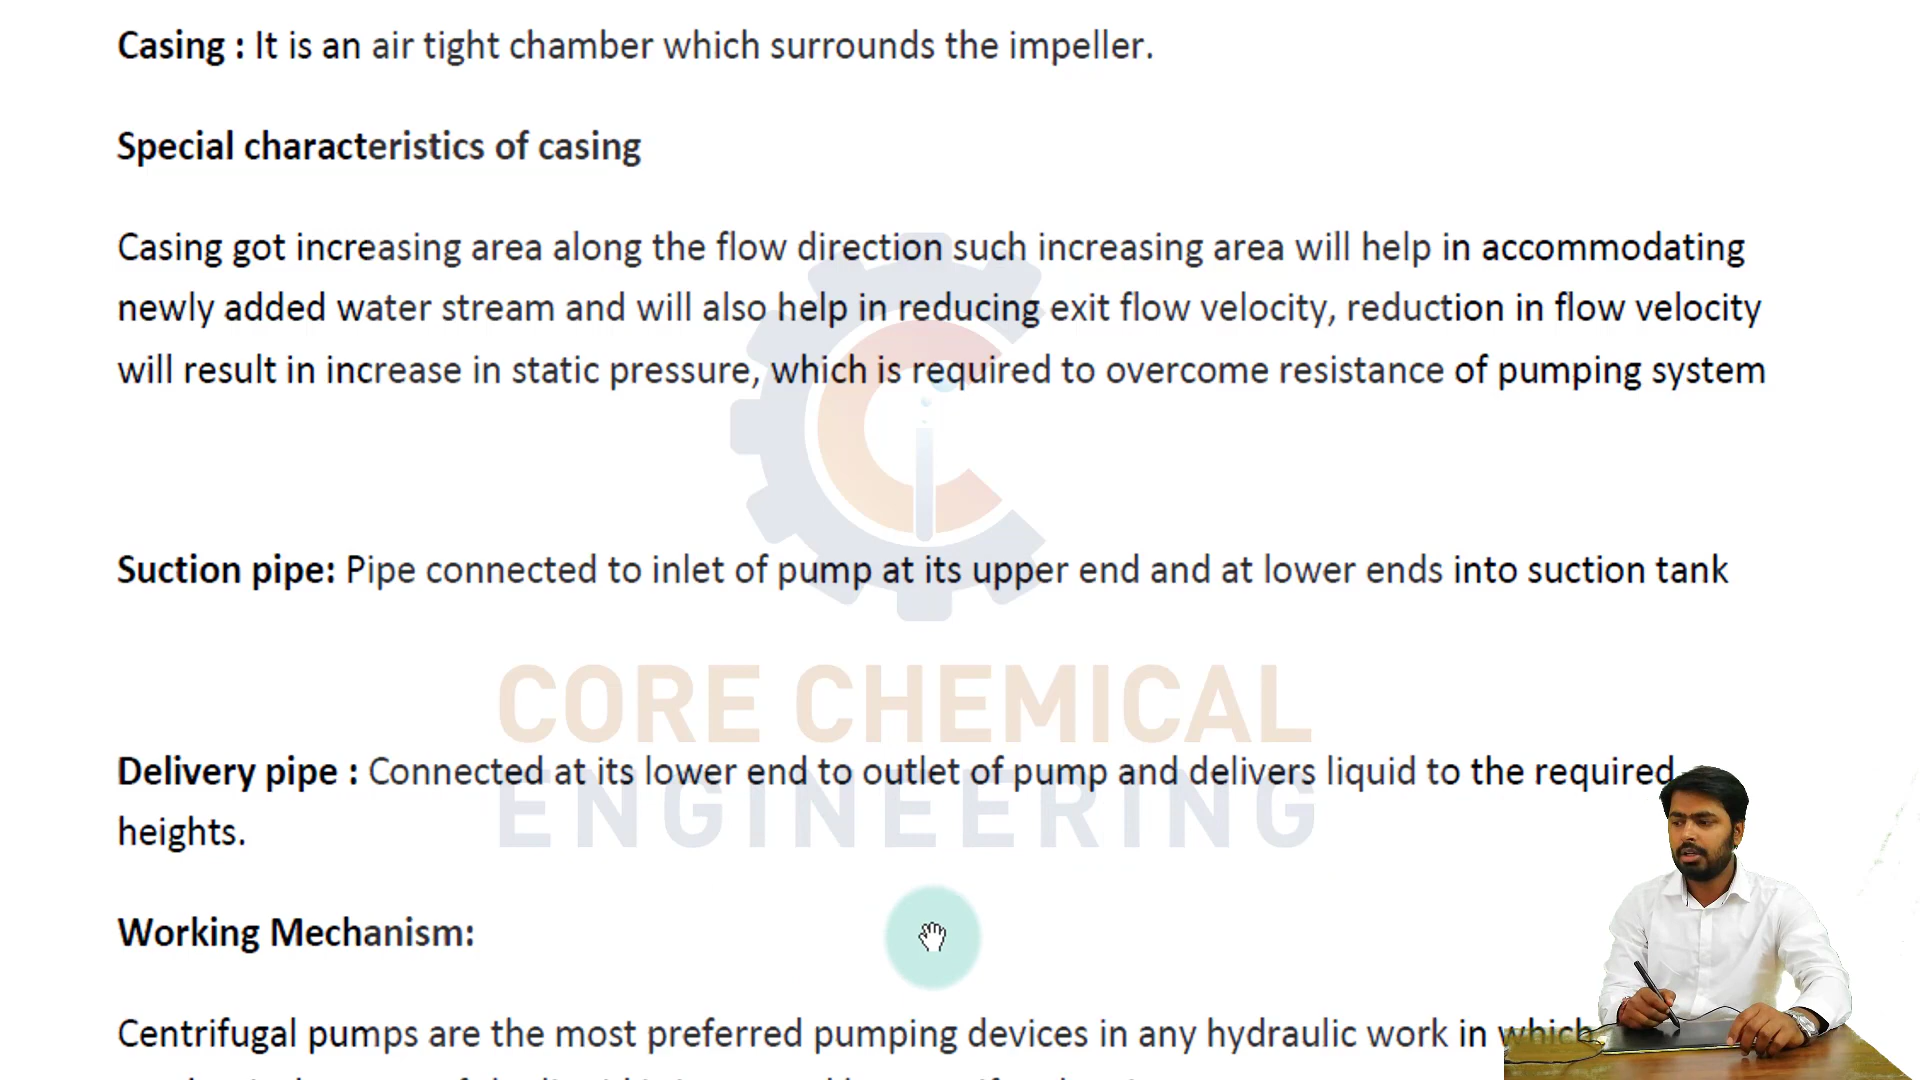 Casing : It is an air tight chamber which surrounds the impeller.
Special characteristics of casing
Casing got increasing area along the flow direction such increasing area will help in accommodating
newly added water stream and will also help in reducing exit flow velocity, reduction in flow velocity
will result in increase in static pressure, which is required to overcome resistance of pumping system
Suction pipe: Pipe connected to inlet of pump at its upper end and at lower ends into suction tank
CORE CHEMICAL
Delivery pipe : Connected at its lower end to outlet of pump and delivers liquid to the required
ENGINEERING
heights.
Working Mechanism:
Centrifugal pumps are the most preferred pumping devices in any hydraulic work in which